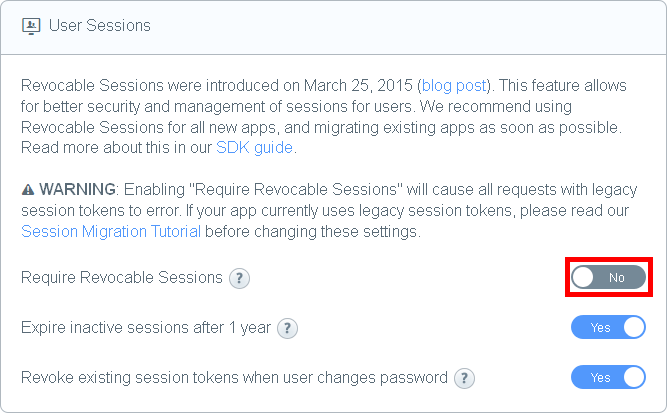 User Sessions
Revocable Sessions were introduced on March 25, 2015 (blog post). This feature allows
for better security and management of sessions for users. We recommend using
Revocable Sessions for all new apps, and migrating existing apps as soon as possible.
Read more about this in our SDK guide.
WARNING: Enabling "Require Revocable Sessions" will cause all requests with legacy
session tokens to error. If your app currently uses legacy session tokens, please read our
Session Migration Tutorial before changing these settings.
Require Revocable Sessions ? No
Expire inactive sessions after 1 year ? Yes
Revoke existing session tokens when user changes password ? Yes